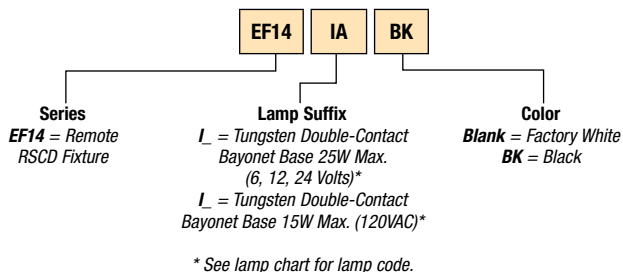 EF14 IA BK
Series
EF14 = Remote
RSCD Fixture
Lamp Suffix
I_ = Tungsten Double-Contact
Bayonet Base 25W Max.
(6, 12, 24 Volts)*
I_ = Tungsten Double-Contact
Bayonet Base 15W Max. (120VAC)*
* See lamp chart for lamp code.
Color
Blank = Factory White
BK = Black